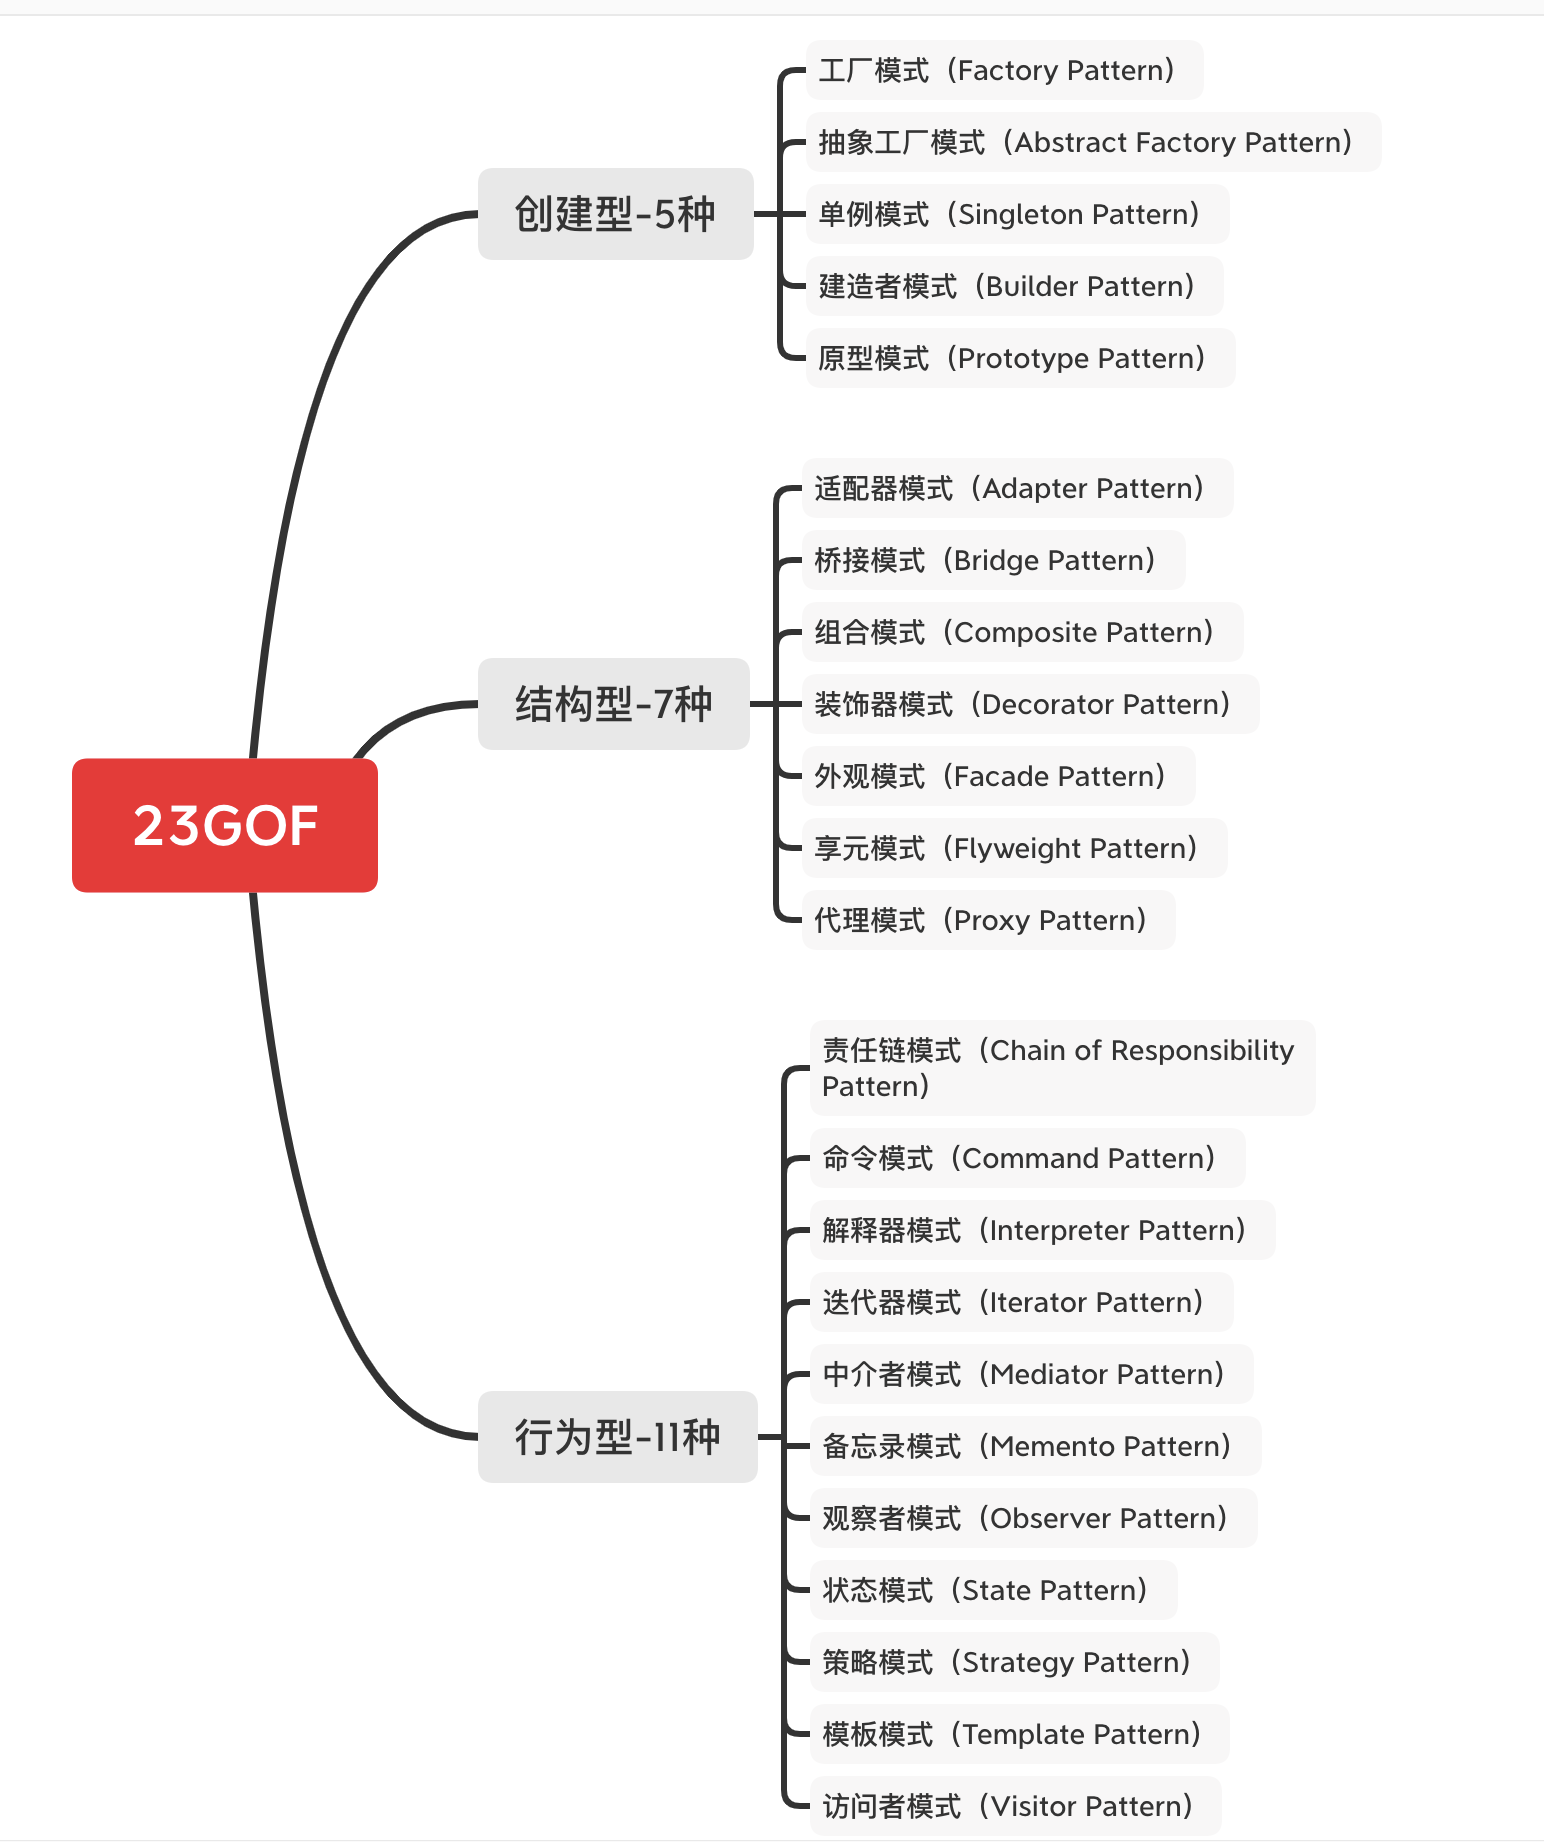 23GOF
创建型-5种
工厂模式（Factory Pattern）
抽象工厂模式（Abstract Factory Pattern）
单例模式（Singleton Pattern）
建造者模式（Builder Pattern）
原型模式（Prototype Pattern）
结构型-7种
适配器模式（Adapter Pattern）
桥接模式（Bridge Pattern）
组合模式（Composite Pattern）
装饰器模式（Decorator Pattern）
外观模式（Facade Pattern）
享元模式（Flyweight Pattern）
代理模式（Proxy Pattern）
行为型-11种
责任链模式（Chain of Responsibility
Pattern）
命令模式（Command Pattern）
解释器模式（Interpreter Pattern）
迭代器模式（Iterator Pattern）
中介者模式（Mediator Pattern）
备忘录模式（Memento Pattern）
观察者模式（Observer Pattern）
状态模式（State Pattern）
策略模式（Strategy Pattern）
模板模式（Template Pattern）
访问者模式（Visitor Pattern）